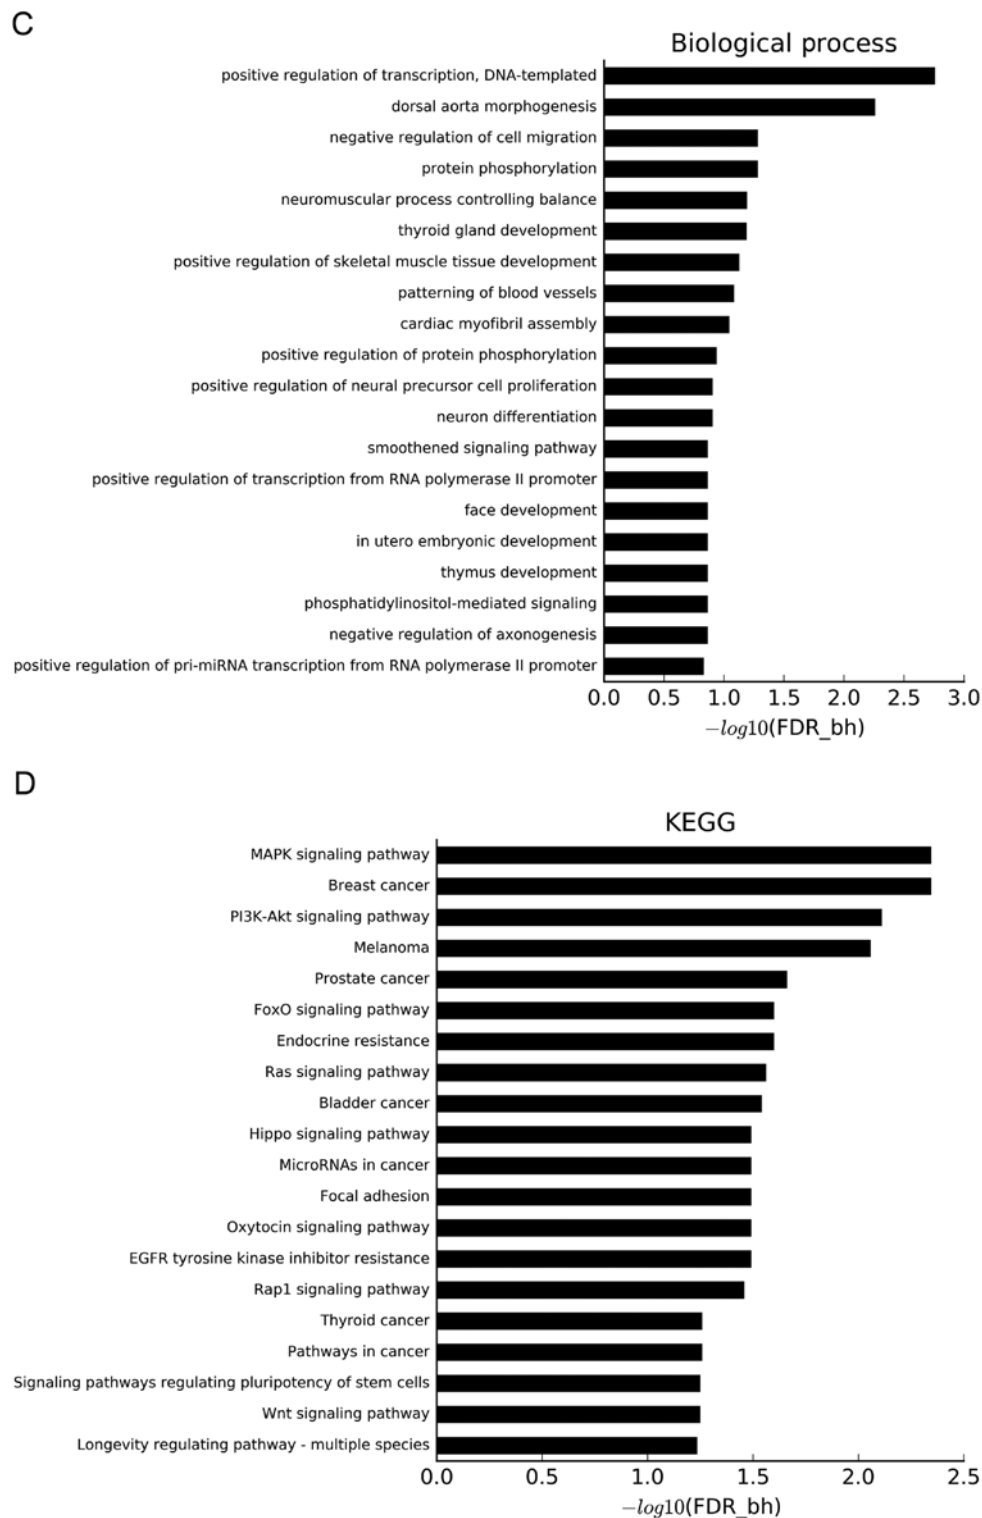 C
Biological process
positive regulation of transcription, DNA-templated
dorsal aorta morphogenesis
negative regulation of cell migration
protein phosphorylation
neuromuscular process controlling balance
thyroid gland development
positive regulation of skeletal muscle tissue development
patterning of blood vessels
cardiac myofibril assembly
positive regulation of protein phosphorylation
positive regulation of neural precursor cell proliferation
neuron differentiation
smoothened signaling pathway
positive regulation of transcription from RNA polymerase II promoter
face development
in utero embryonic development
thymus development
phosphatidylinositol-mediated signaling
negative regulation of axonogenesis
positive regulation of pri-miRNA transcription from RNA polymerase II promoter
0.0 0.5 1.0 1.5 2.0 2.5 3.0
−log10(FDR_bh)
D
KEGG
MAPK signaling pathway
Breast cancer
PI3K-Akt signaling pathway
Melanoma
Prostate cancer
FoxO signaling pathway
Endocrine resistance
Ras signaling pathway
Bladder cancer
Hippo signaling pathway
MicroRNAs in cancer
Focal adhesion
Oxytocin signaling pathway
EGFR tyrosine kinase inhibitor resistance
Rap1 signaling pathway
Thyroid cancer
Pathways in cancer
Signaling pathways regulating pluripotency of stem cells
Wnt signaling pathway
Longevity regulating pathway - multiple species
0.0 0.5 1.0 1.5 2.0 2.5
−log10(FDR_bh)